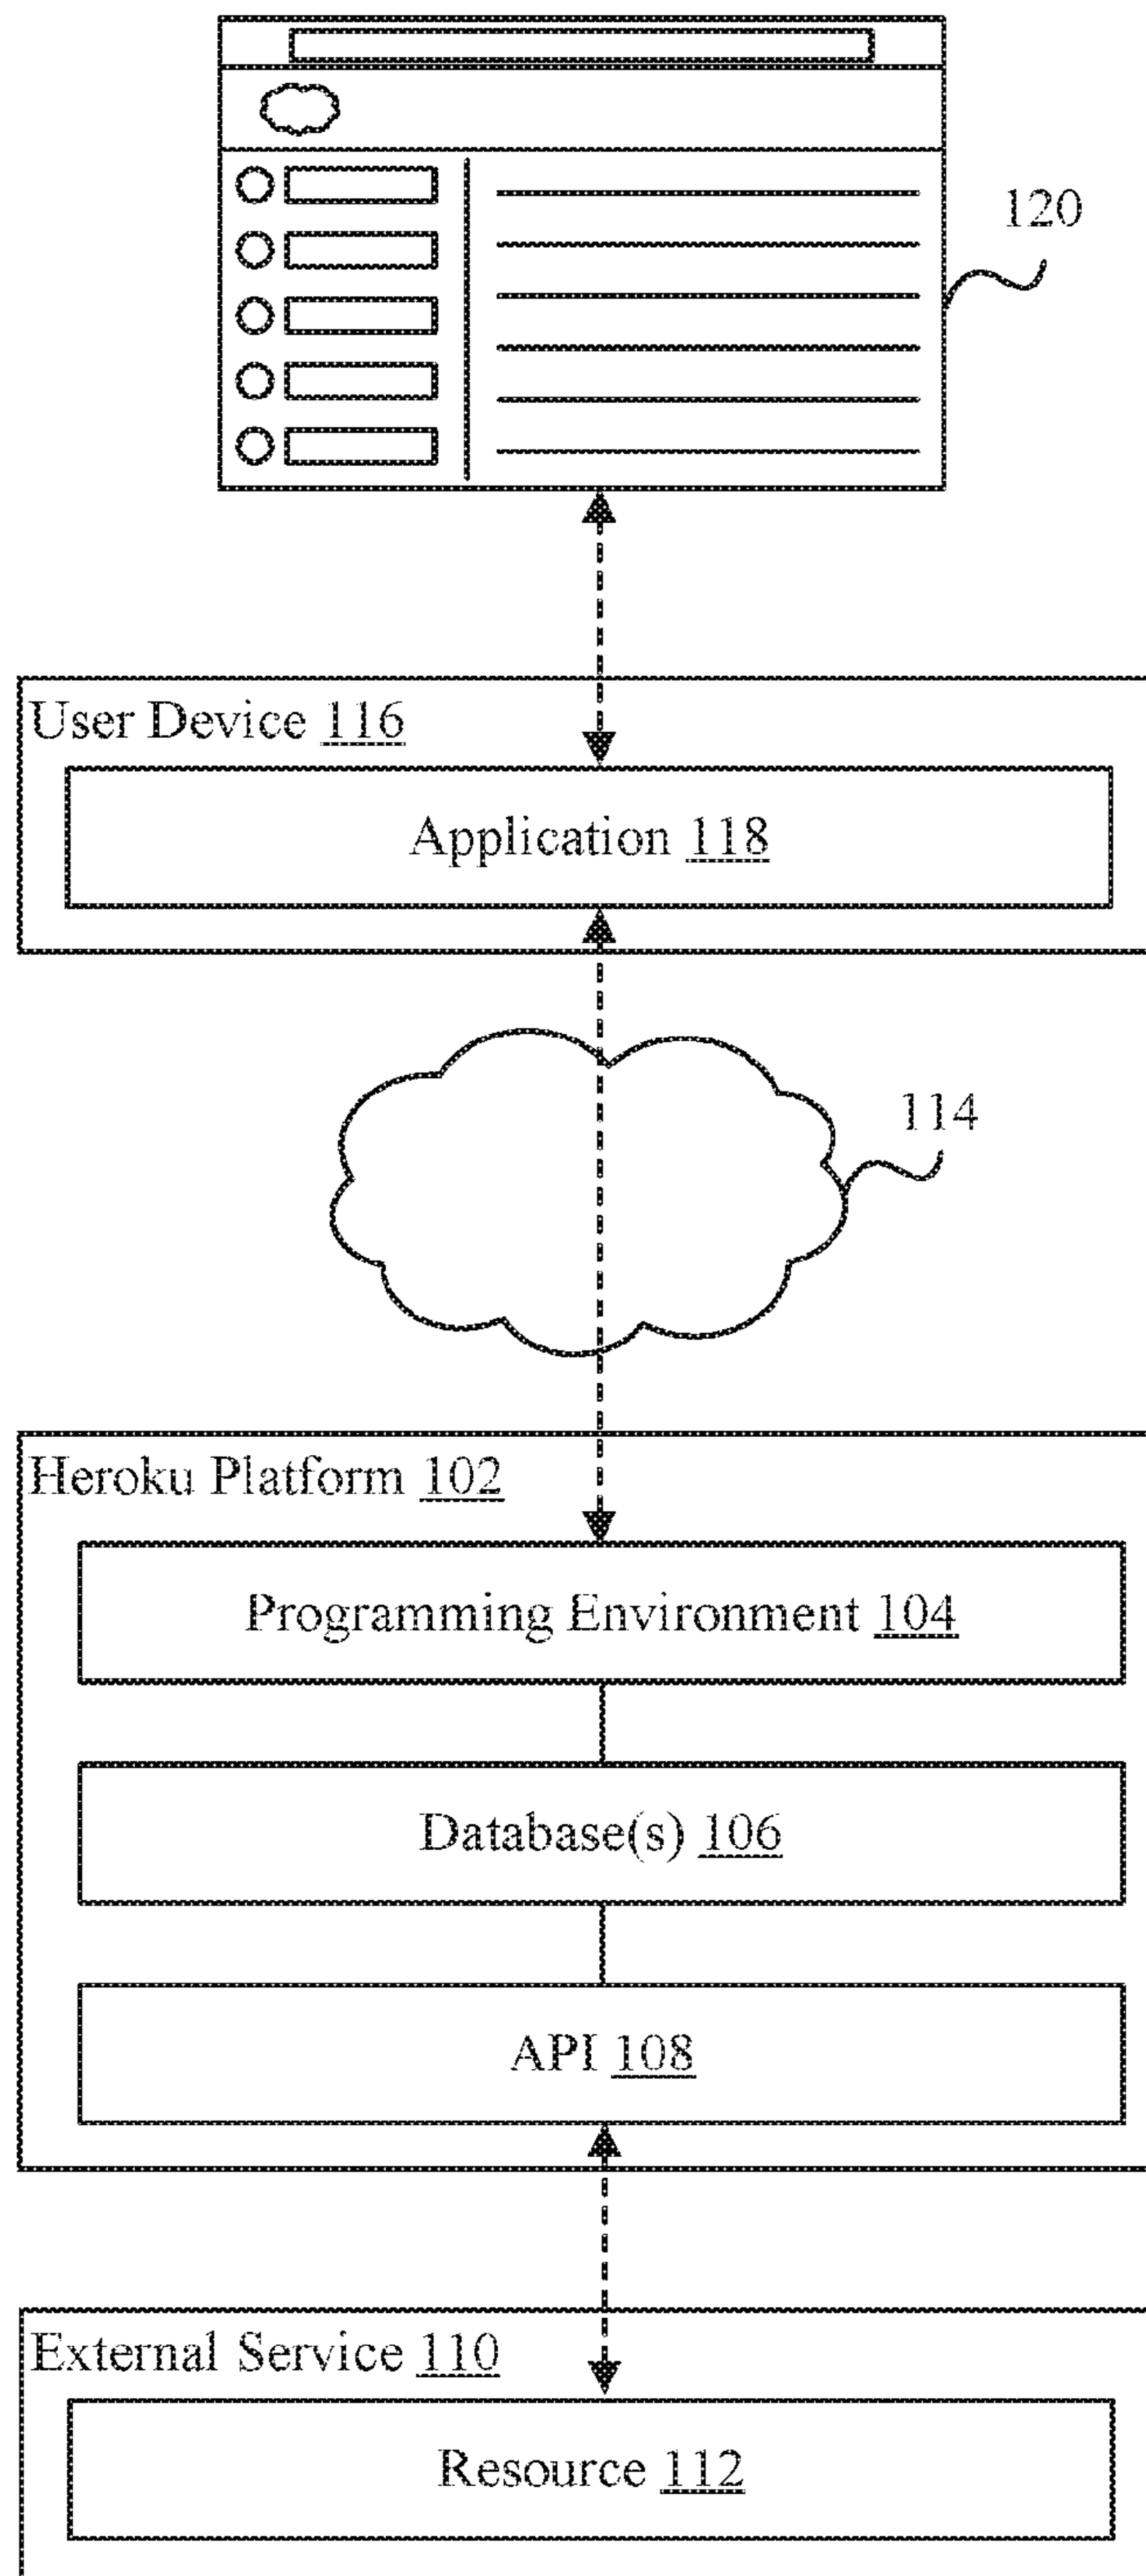 120
User Device 116
Application 118
114
Heroku Platform 102
Programming Environment 104
Database(s) 106
API 108
External Service 110
Resource 112